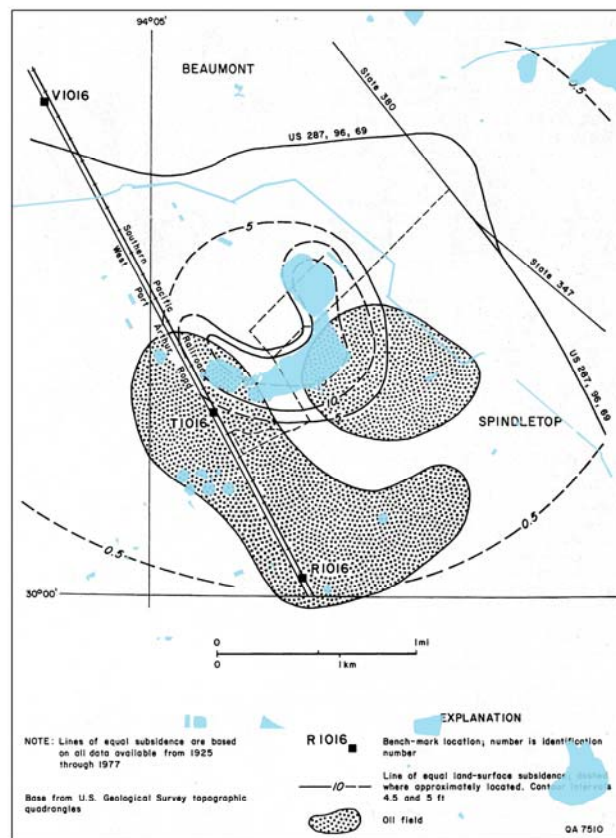 94°05'
BEAUMONT
V1016
State 380
0.5
US 287, 96, 69
5
Southern Pacific Railroad
West Port Arthur Road
State 347
US 287, 96, 69
10
T1016
SPINDLETOP
0.5
0.5
R1016
30°00'
0 1mi
0 1km
EXPLANATION
NOTE: Lines of equal subsidence are based
on all data available from 1925
through 1977
Base from U.S. Geological Survey topographic
quadrangles
R1016
Bench-mark location; number is identification
number
10
Line of equal land-surface subsidence; dashed
where approximately located. Contour intervals
4.5 and 5 ft
Oil field
QA 7510